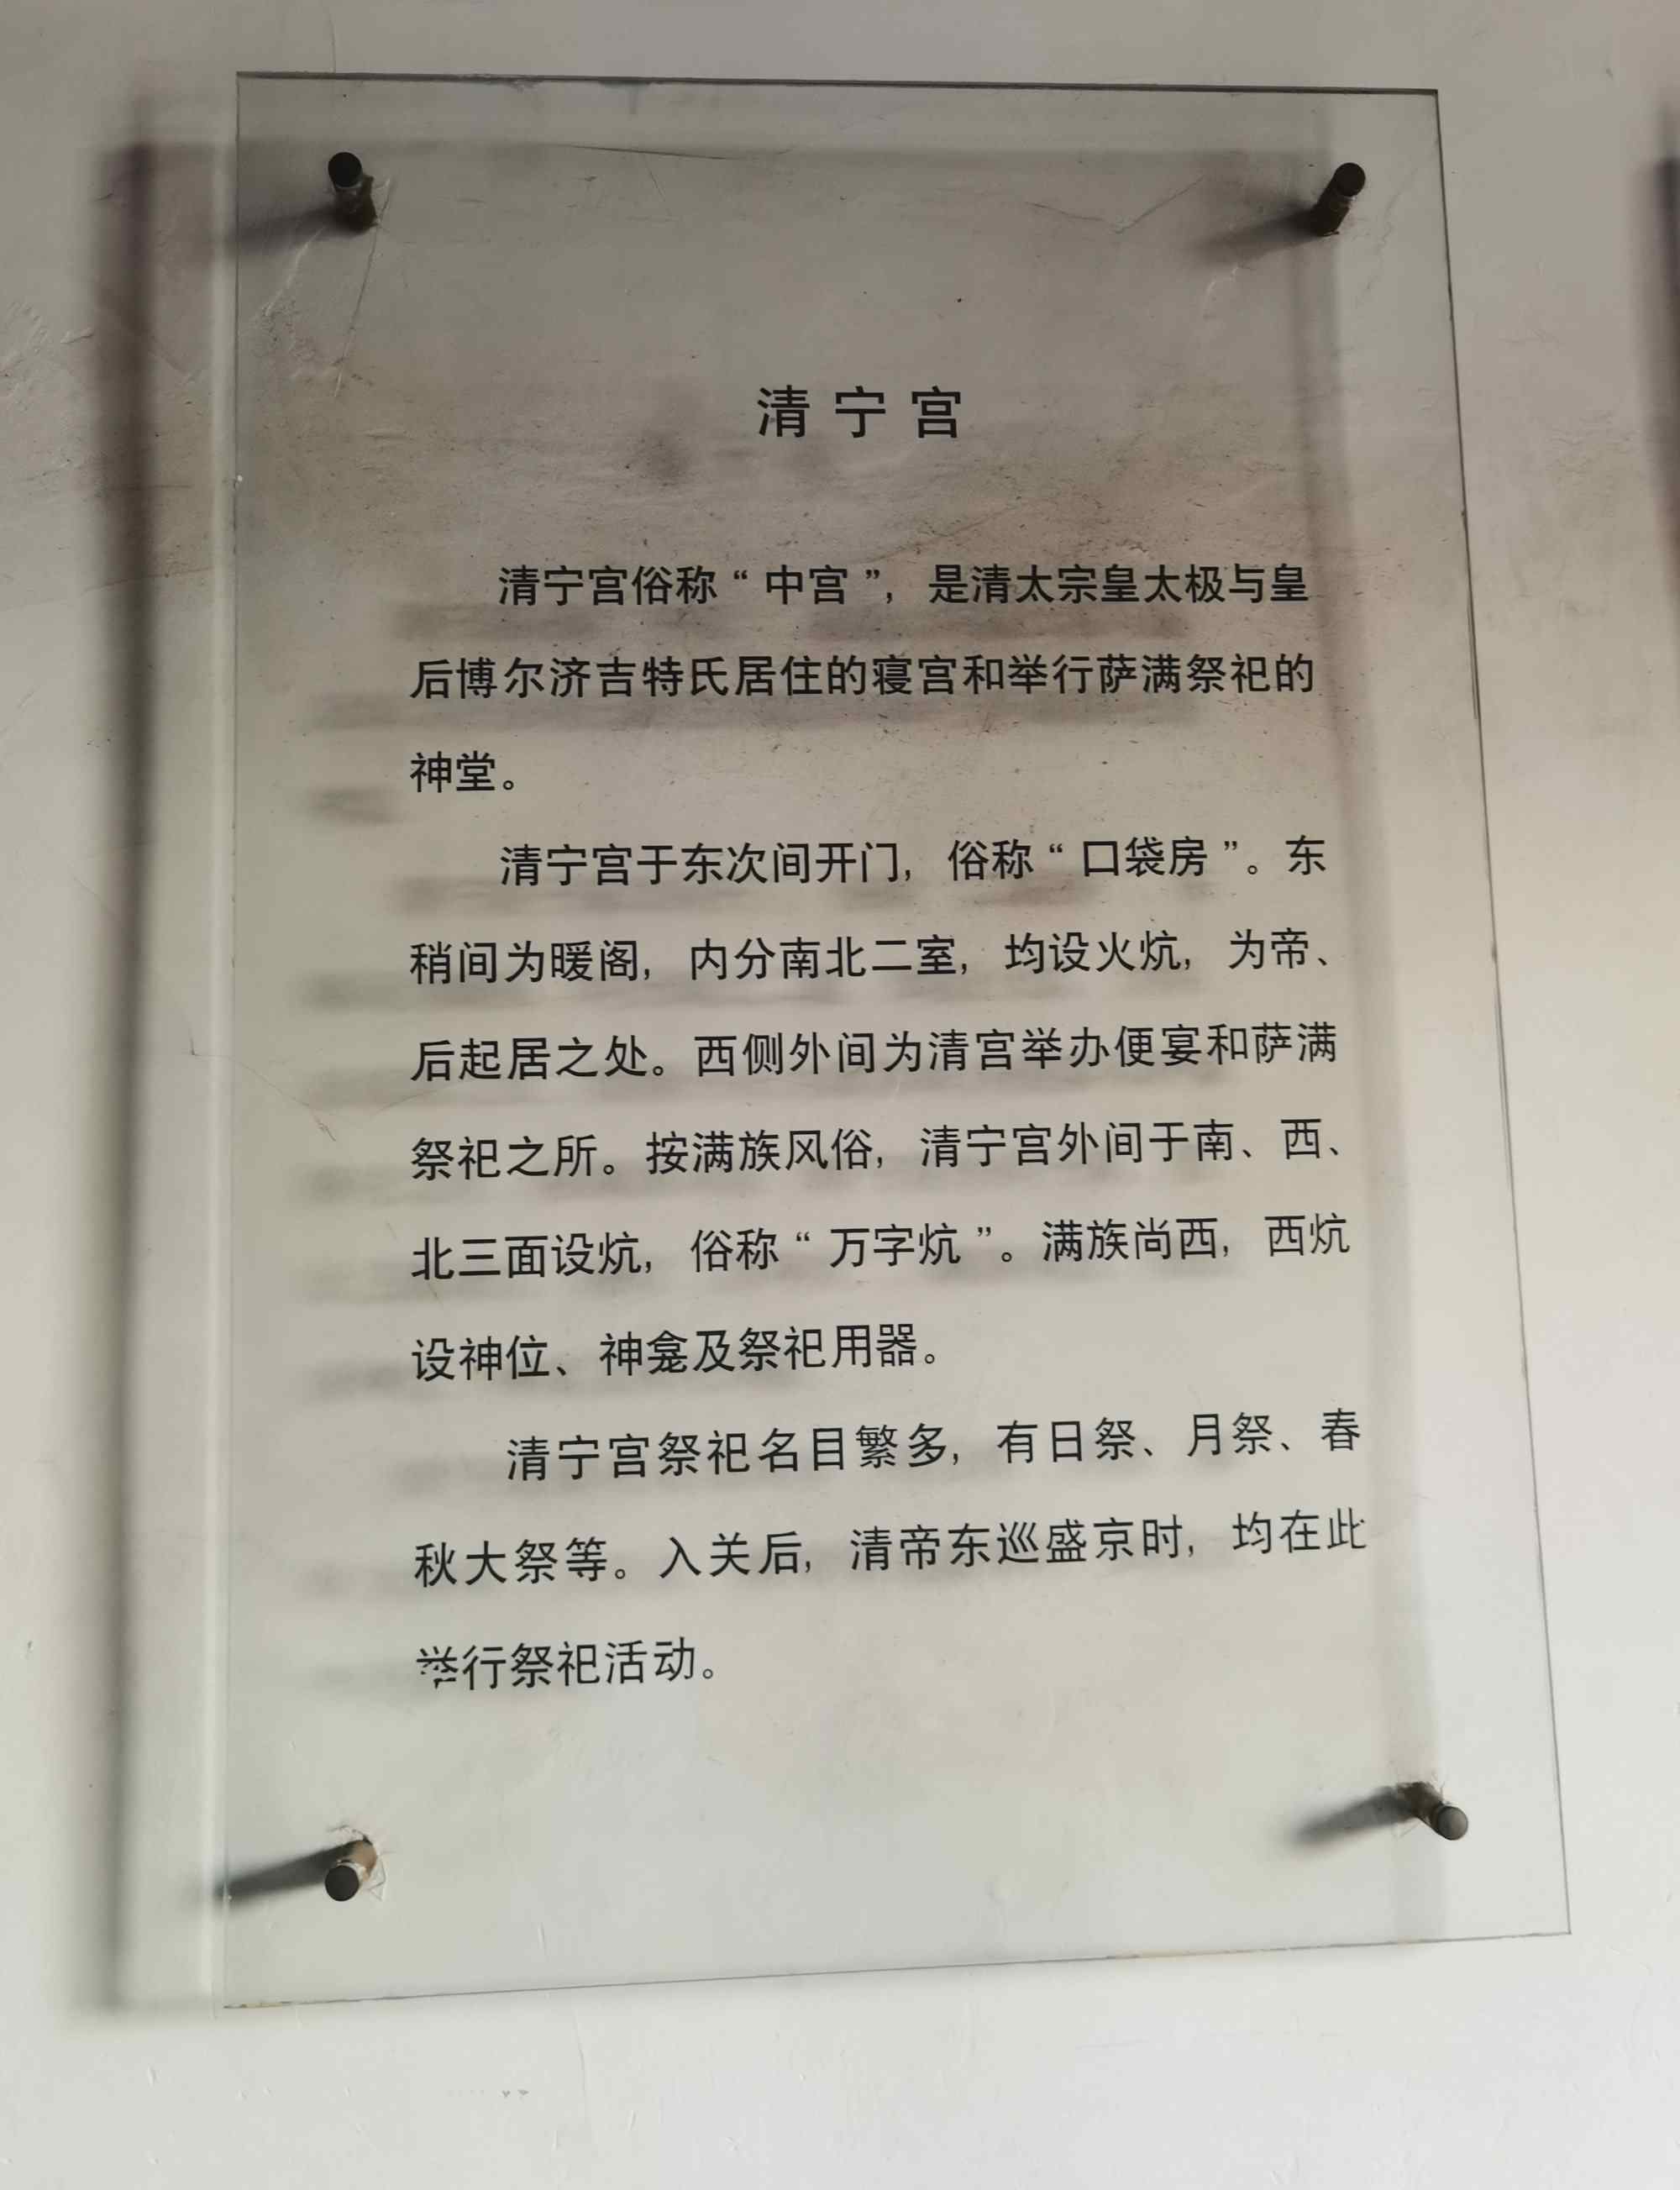 清宁宫
清宁宫俗称“中宫”，是清太宗皇太极与皇
后博尔济吉特氏居住的寝宫和举行萨满祭祀的
神堂。
清宁宫于东次间开门，俗称“口袋房”。东
稍间为暖阁，内分南北二室，均设火炕，为帝、
后起居之处。西侧外间为清宫举办便宴和萨满
祭祀之所。按满族风俗，清宁宫外间于南、西、
北三面设炕，俗称“万字炕”。满族尚西，西炕
设神位、神龛及祭祀用器。
清宁宫祭祀名目繁多，有日祭、月祭、春
秋大祭等。入关后，清帝东巡盛京时，均在此
举行祭祀活动。